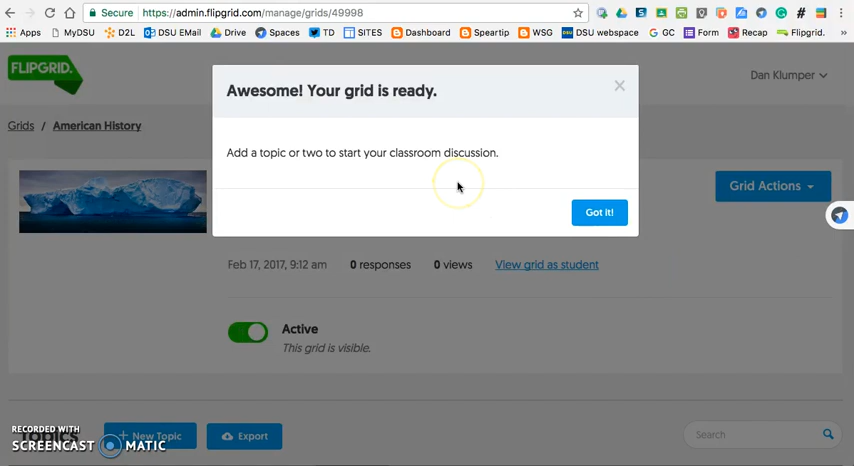 Secure https://admin.flipgrid.com/manage/grids/49998
Apps MyDSU D2L DSU EMail Drive Spaces TD SITES Dashboard Speartip WSG DSU webspace GC Form Recap Flipgrid. »
FLIPGRID.
Dan Klumper
Awesome! Your grid is ready. ×
Grids / American History
Add a topic or two to start your classroom discussion.
Grid Actions
Got it!
Feb 17, 2017, 9:12 am 0 responses 0 views View grid as student
Active
This grid is visible.
RECORDED WITH
SCREENCAST MATIC
Topics + New Topic Export Search